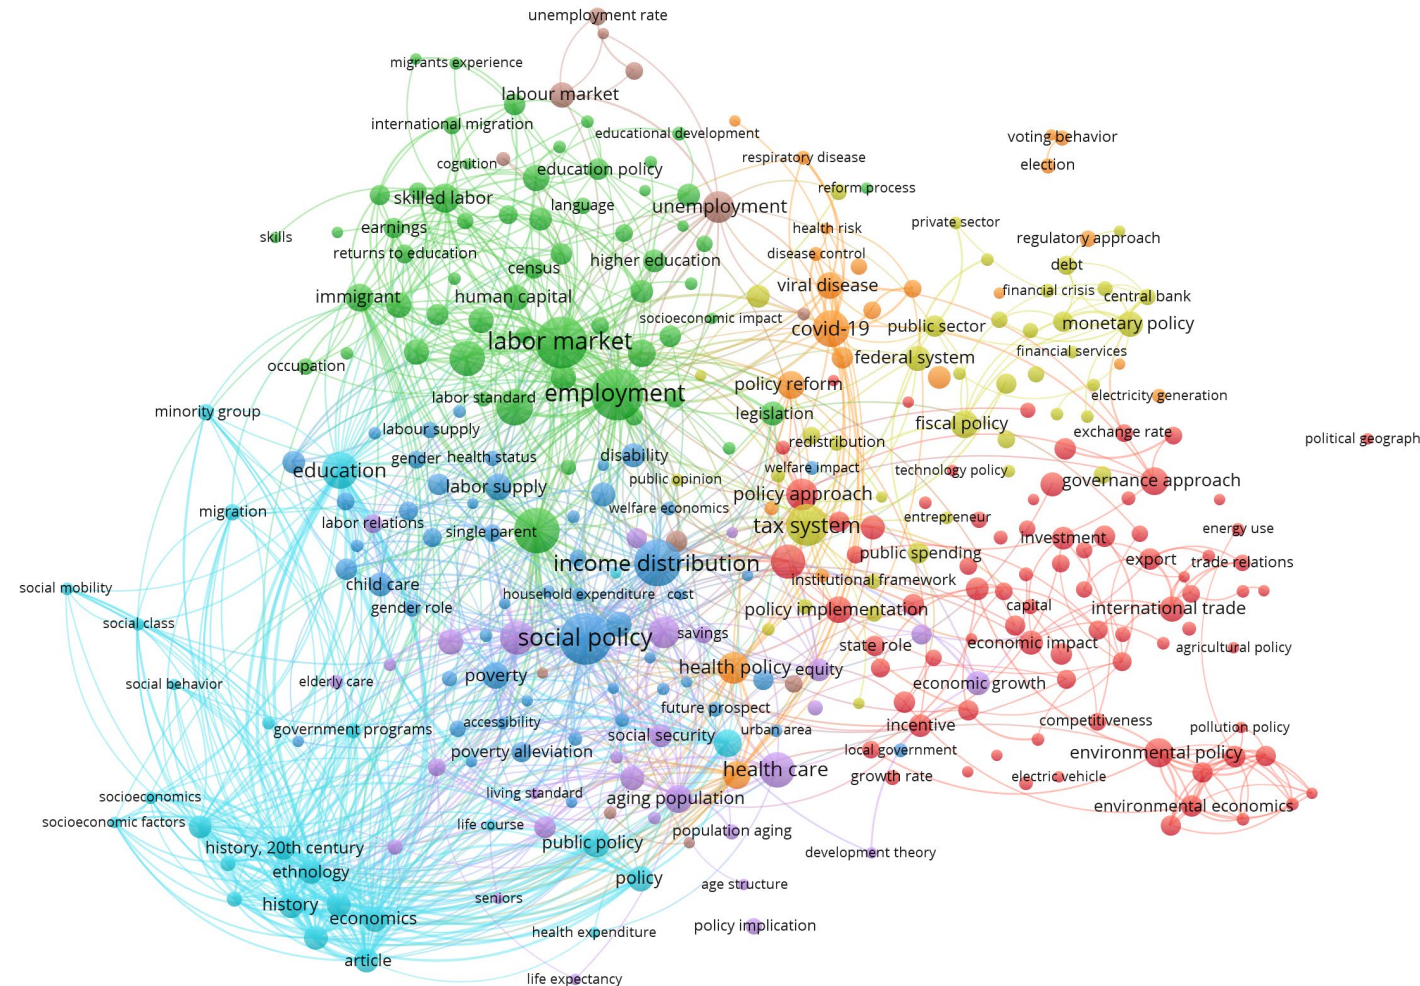 unemployment rate
migrants experience
labour market
international migration
educational development
voting behavior
cognition
education policy
respiratory disease
election
skilled labor
language
unemployment
reform process
skills
earnings
health risk
private sector
regulatory approach
returns to education
census
higher education
disease control
debt
immigrant
human capital
viral disease
financial crisis
central bank
labor market
socioeconomic impact
covid-19
public sector
monetary policy
occupation
federal system
financial services
labor standard
employment
policy reform
electricity generation
minority group
legislation
fiscal policy
labour supply
redistribution
exchange rate
political geograph
education
gender
health status
disability
welfare impact
technology policy
labor supply
public opinion
policy approach
governance approach
migration
labor relations
single parent
welfare economics
tax system
entrepreneur
energy use
income distribution
public spending
investment
export
trade relations
social mobility
child care
household expenditure
cost
institutional framework
gender role
policy implementation
capital
international trade
social class
social policy
savings
state role
economic impact
agricultural policy
social behavior
elderly care
poverty
health policy
equity
economic growth
government programs
accessibility
future prospect
social security
urban area
incentive
competitiveness
pollution policy
poverty alleviation
local government
environmental policy
health care
growth rate
electric vehicle
socioeconomics
living standard
aging population
environmental economics
socioeconomic factors
life course
population aging
history, 20th century
public policy
development theory
ethnology
policy
age structure
history
seniors
economics
policy implication
health expenditure
article
life expectancy